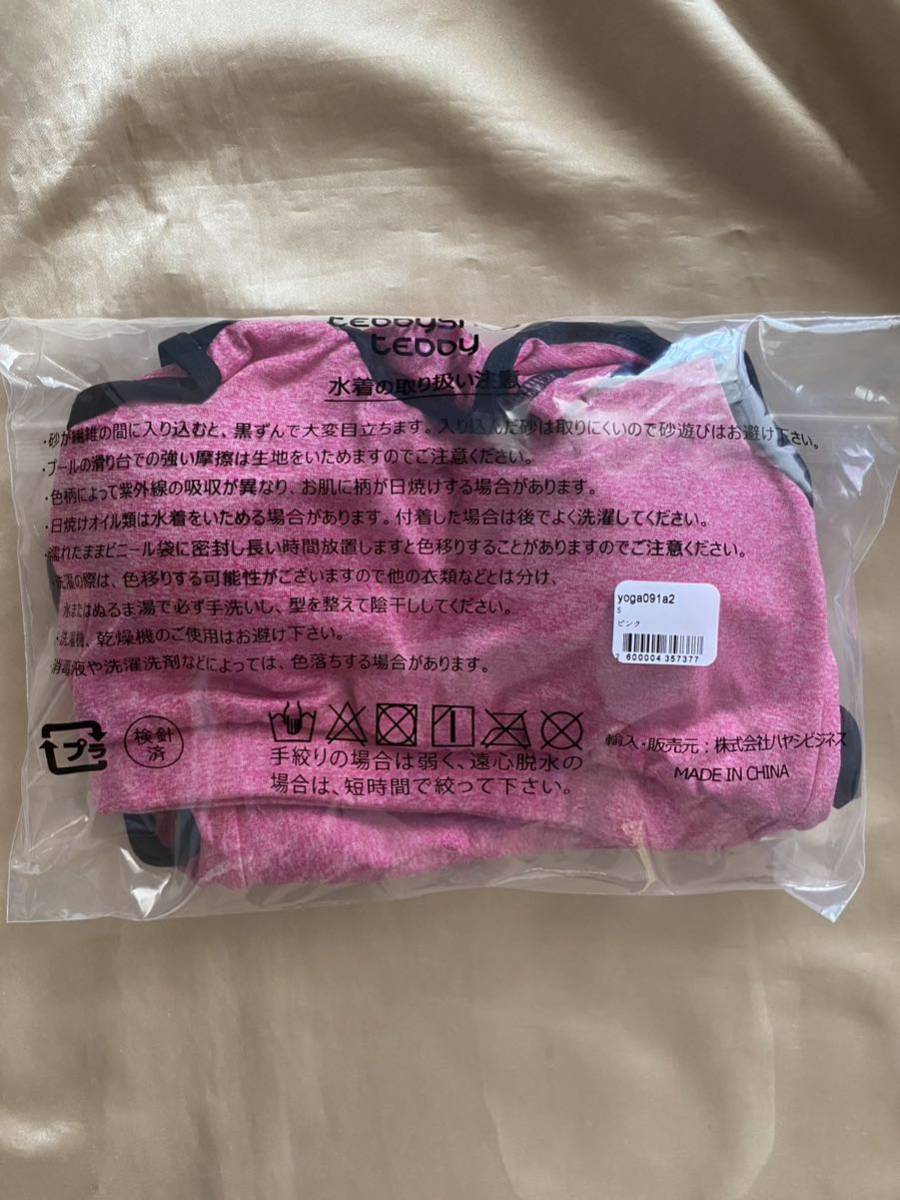 teddyshop
teddy
水着の取り扱い注意
・砂が繊維の間に入り込むと、黒ずんで大変目立ちます。入り込んだ砂は取りにくいので砂遊びはお避け下さい。
・プールの滑り台での強い摩擦は生地をいためますのでご注意ください。
・色柄によって紫外線の吸収が異なり、お肌に柄が日焼けする場合があります。
・日焼けオイル類は水着をいためる場合があります。付着した場合は後でよく洗濯してください。
・濡れたままビニール袋に密封し長い時間放置しますと色移りすることがありますのでご注意ください。
・洗濯の際は、色移りする可能性がございますので他の衣類などとは分け、
水またはぬるま湯で必ず手洗いし、型を整えて陰干ししてください。
・洗濯機、乾燥機のご使用はお避け下さい。
・消毒液や洗濯洗剤などによっては、色落ちする場合があります。
yoga091a2
S
ピンク
2 600004 357377
プラ
検針
済
手絞りの場合は弱く、遠心脱水の
場合は、短時間で絞って下さい。
輸入・販売元：株式会社ハヤシビジネス
MADE IN CHINA